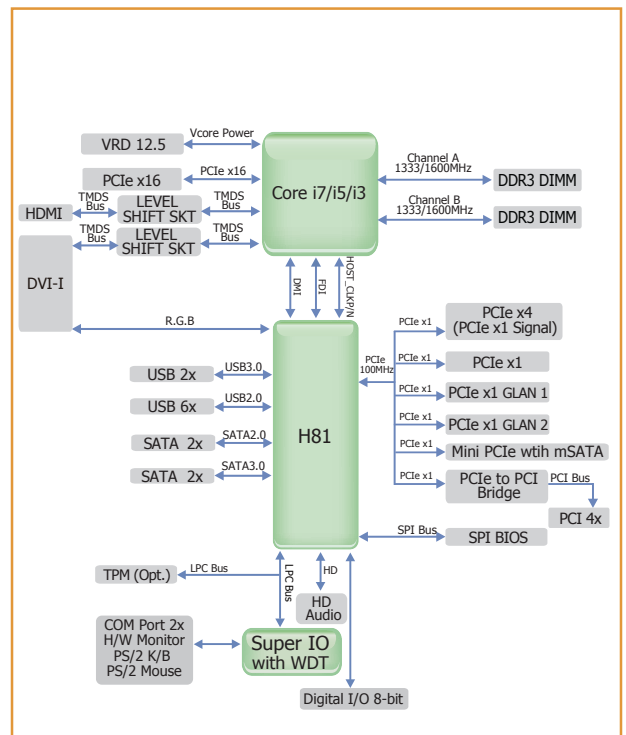 VRD 12.5
Vcore Power
PCIe x16
PCIe x16
Core i7/i5/i3
Channel A
1333/1600MHz
DDR3 DIMM
Channel B
1333/1600MHz
DDR3 DIMM
HDMI
TMDS
Bus
LEVEL
SHIFT SKT
TMDS
Bus
TMDS
Bus
LEVEL
SHIFT SKT
TMDS
Bus
DVI-I
DMI
FDI
HOST_CLKP/N
R.G.B
H81
USB 2x
USB3.0
USB 6x
USB2.0
SATA 2x
SATA2.0
SATA 2x
SATA3.0
PCIe
100MHz
PCIe x1
PCIe x4
(PCIe x1 Signal)
PCIe x1
PCIe x1
PCIe x1
PCIe x1 GLAN 1
PCIe x1
PCIe x1 GLAN 2
PCIe x1
Mini PCIe wtih mSATA
PCIe x1
PCIe to PCI
Bridge
PCI Bus
PCI 4x
SPI Bus
SPI BIOS
TPM (Opt.)
LPC Bus
LPC Bus
HD
HD
Audio
COM Port 2x
H/W Monitor
PS/2 K/B
PS/2 Mouse
Super IO
with WDT
Digital I/O 8-bit